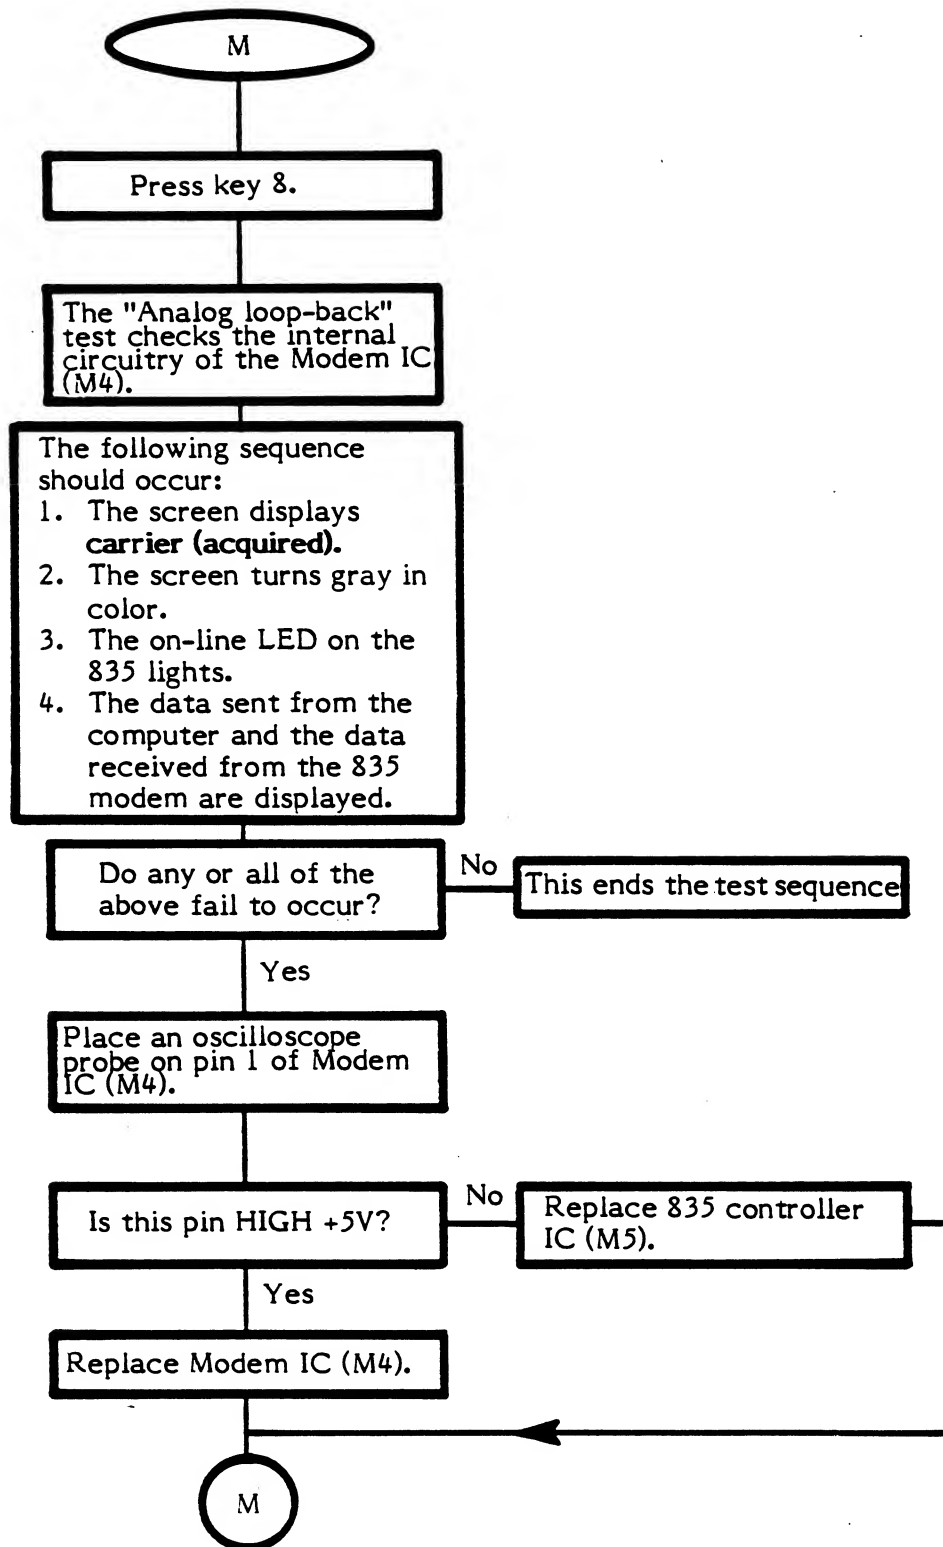 M
Press key 8.
The "Analog loop-back"
test checks the internal
circuitry of the Modem IC
(M4).
The following sequence
should occur:
1. The screen displays
carrier (acquired).
2. The screen turns gray in
color.
3. The on-line LED on the
835 lights.
4. The data sent from the
computer and the data
received from the 835
modem are displayed.
Do any or all of the
above fail to occur?
No
This ends the test sequence
Yes
Place an oscilloscope
probe on pin 1 of Modem
IC (M4).
Is this pin HIGH +5V?
No
Replace 835 controller
IC (M5).
Yes
Replace Modem IC (M4).
M